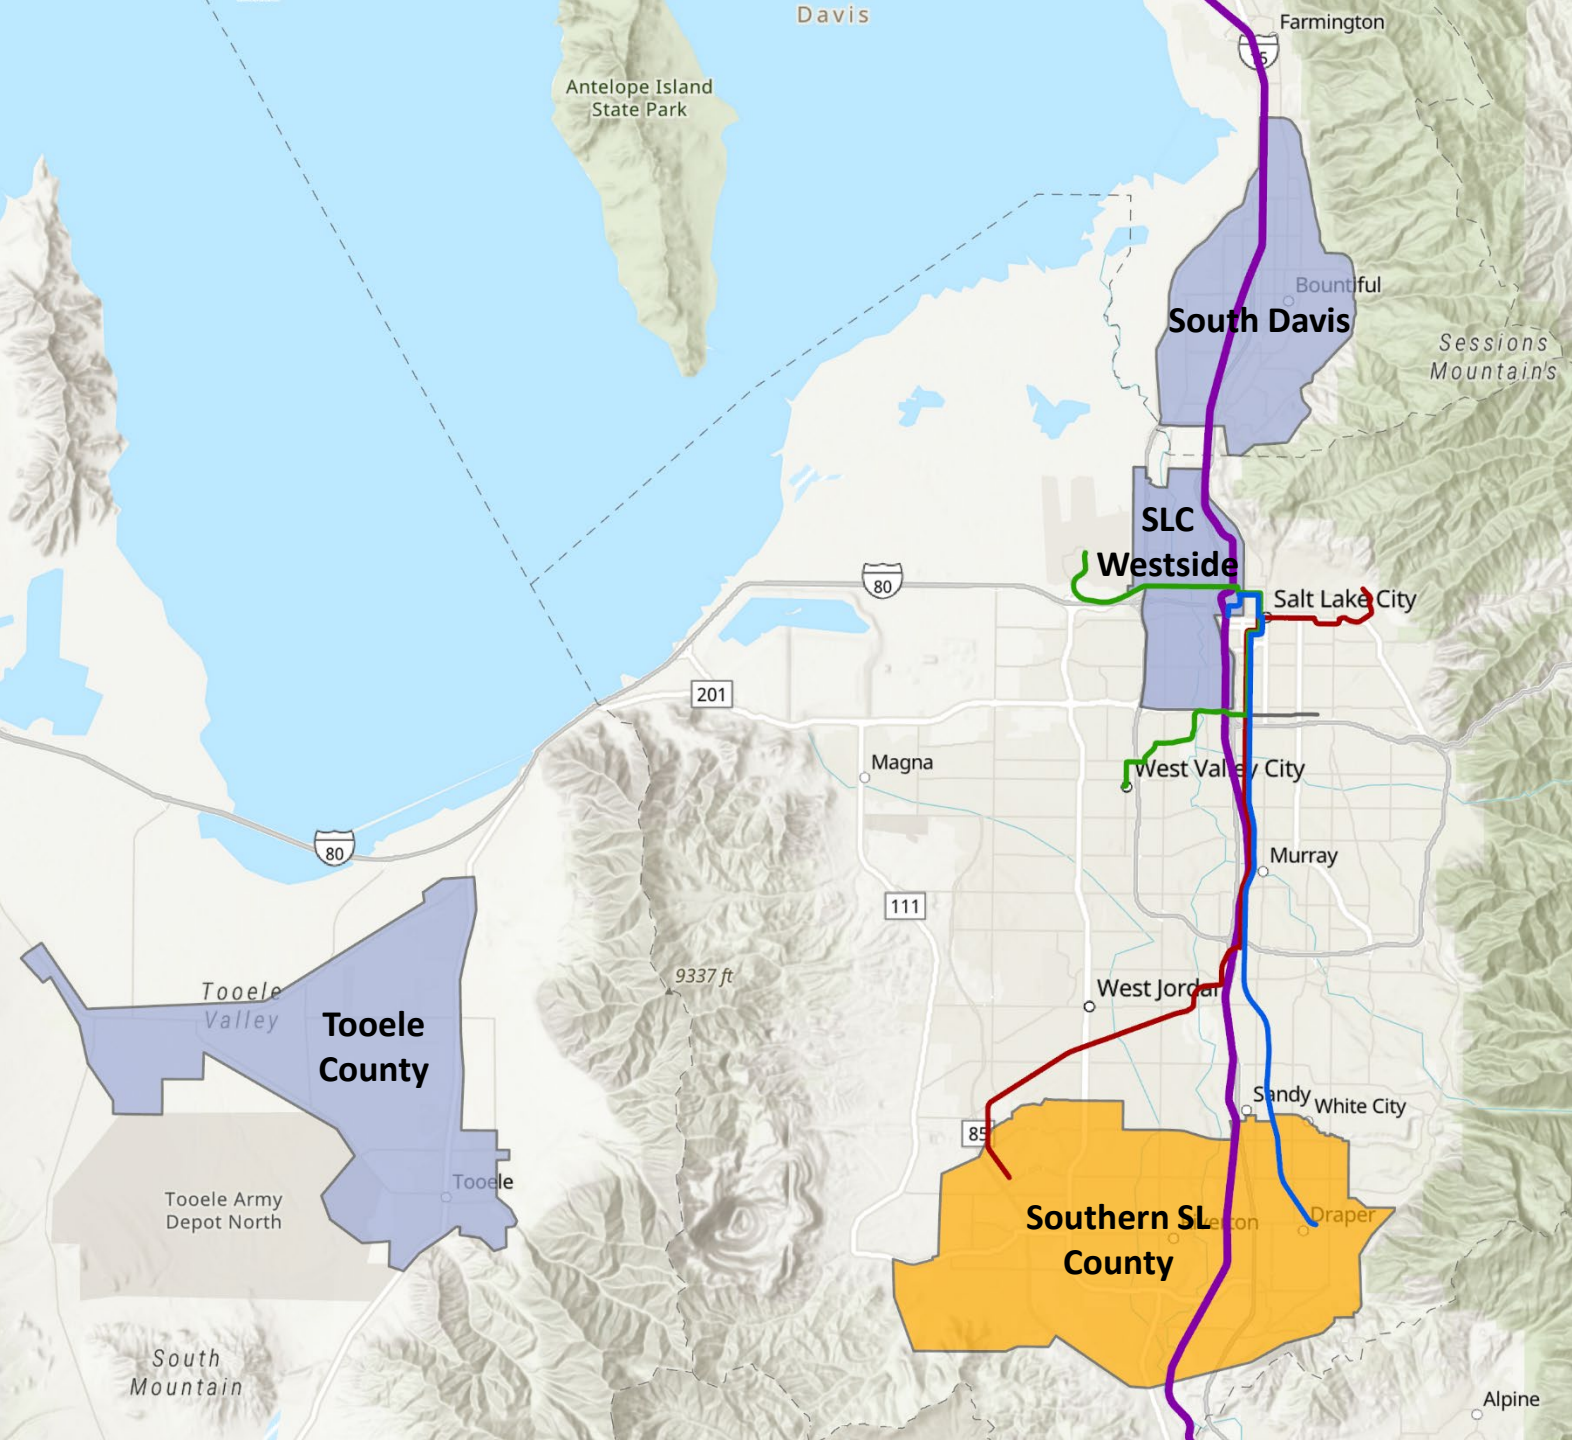 Davis
Farmington
15
Antelope Island
State Park
Bountiful
South Davis
Sessions
Mountains
SLC
Westside
80
Salt Lake City
201
Magna
West Valley City
80
Murray
111
9337 ft
West Jordan
Tooele
Valley
Tooele
County
Sandy
White City
85
Tooele
Tooele Army
Depot North
Southern SL
County
Riverton
Draper
South
Mountain
Alpine